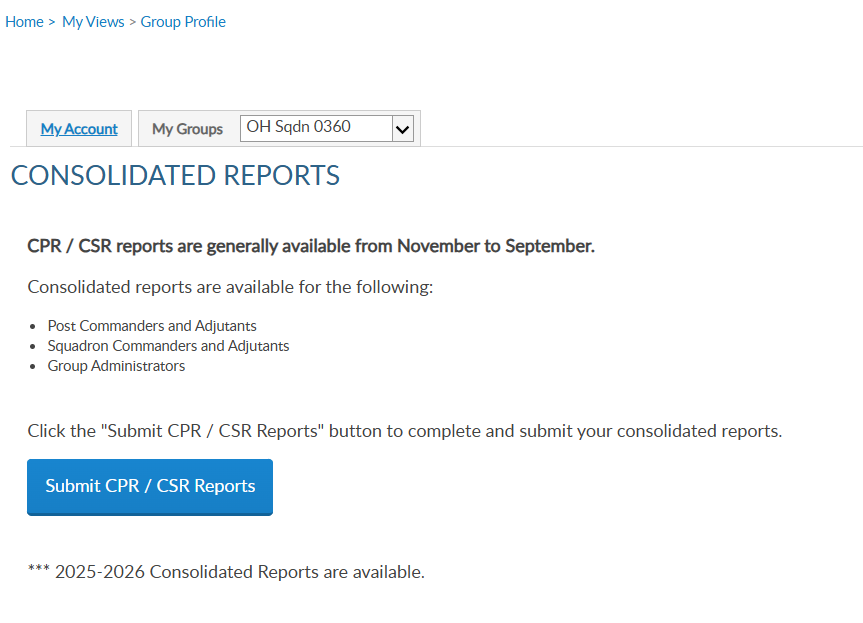 Home > My Views > Group Profile
My Account My Groups OH Sqdn 0360
CONSOLIDATED REPORTS
CPR / CSR reports are generally available from November to September.
Consolidated reports are available for the following:
• Post Commanders and Adjutants
• Squadron Commanders and Adjutants
• Group Administrators
Click the "Submit CPR / CSR Reports" button to complete and submit your consolidated reports.
Submit CPR / CSR Reports
*** 2025-2026 Consolidated Reports are available.